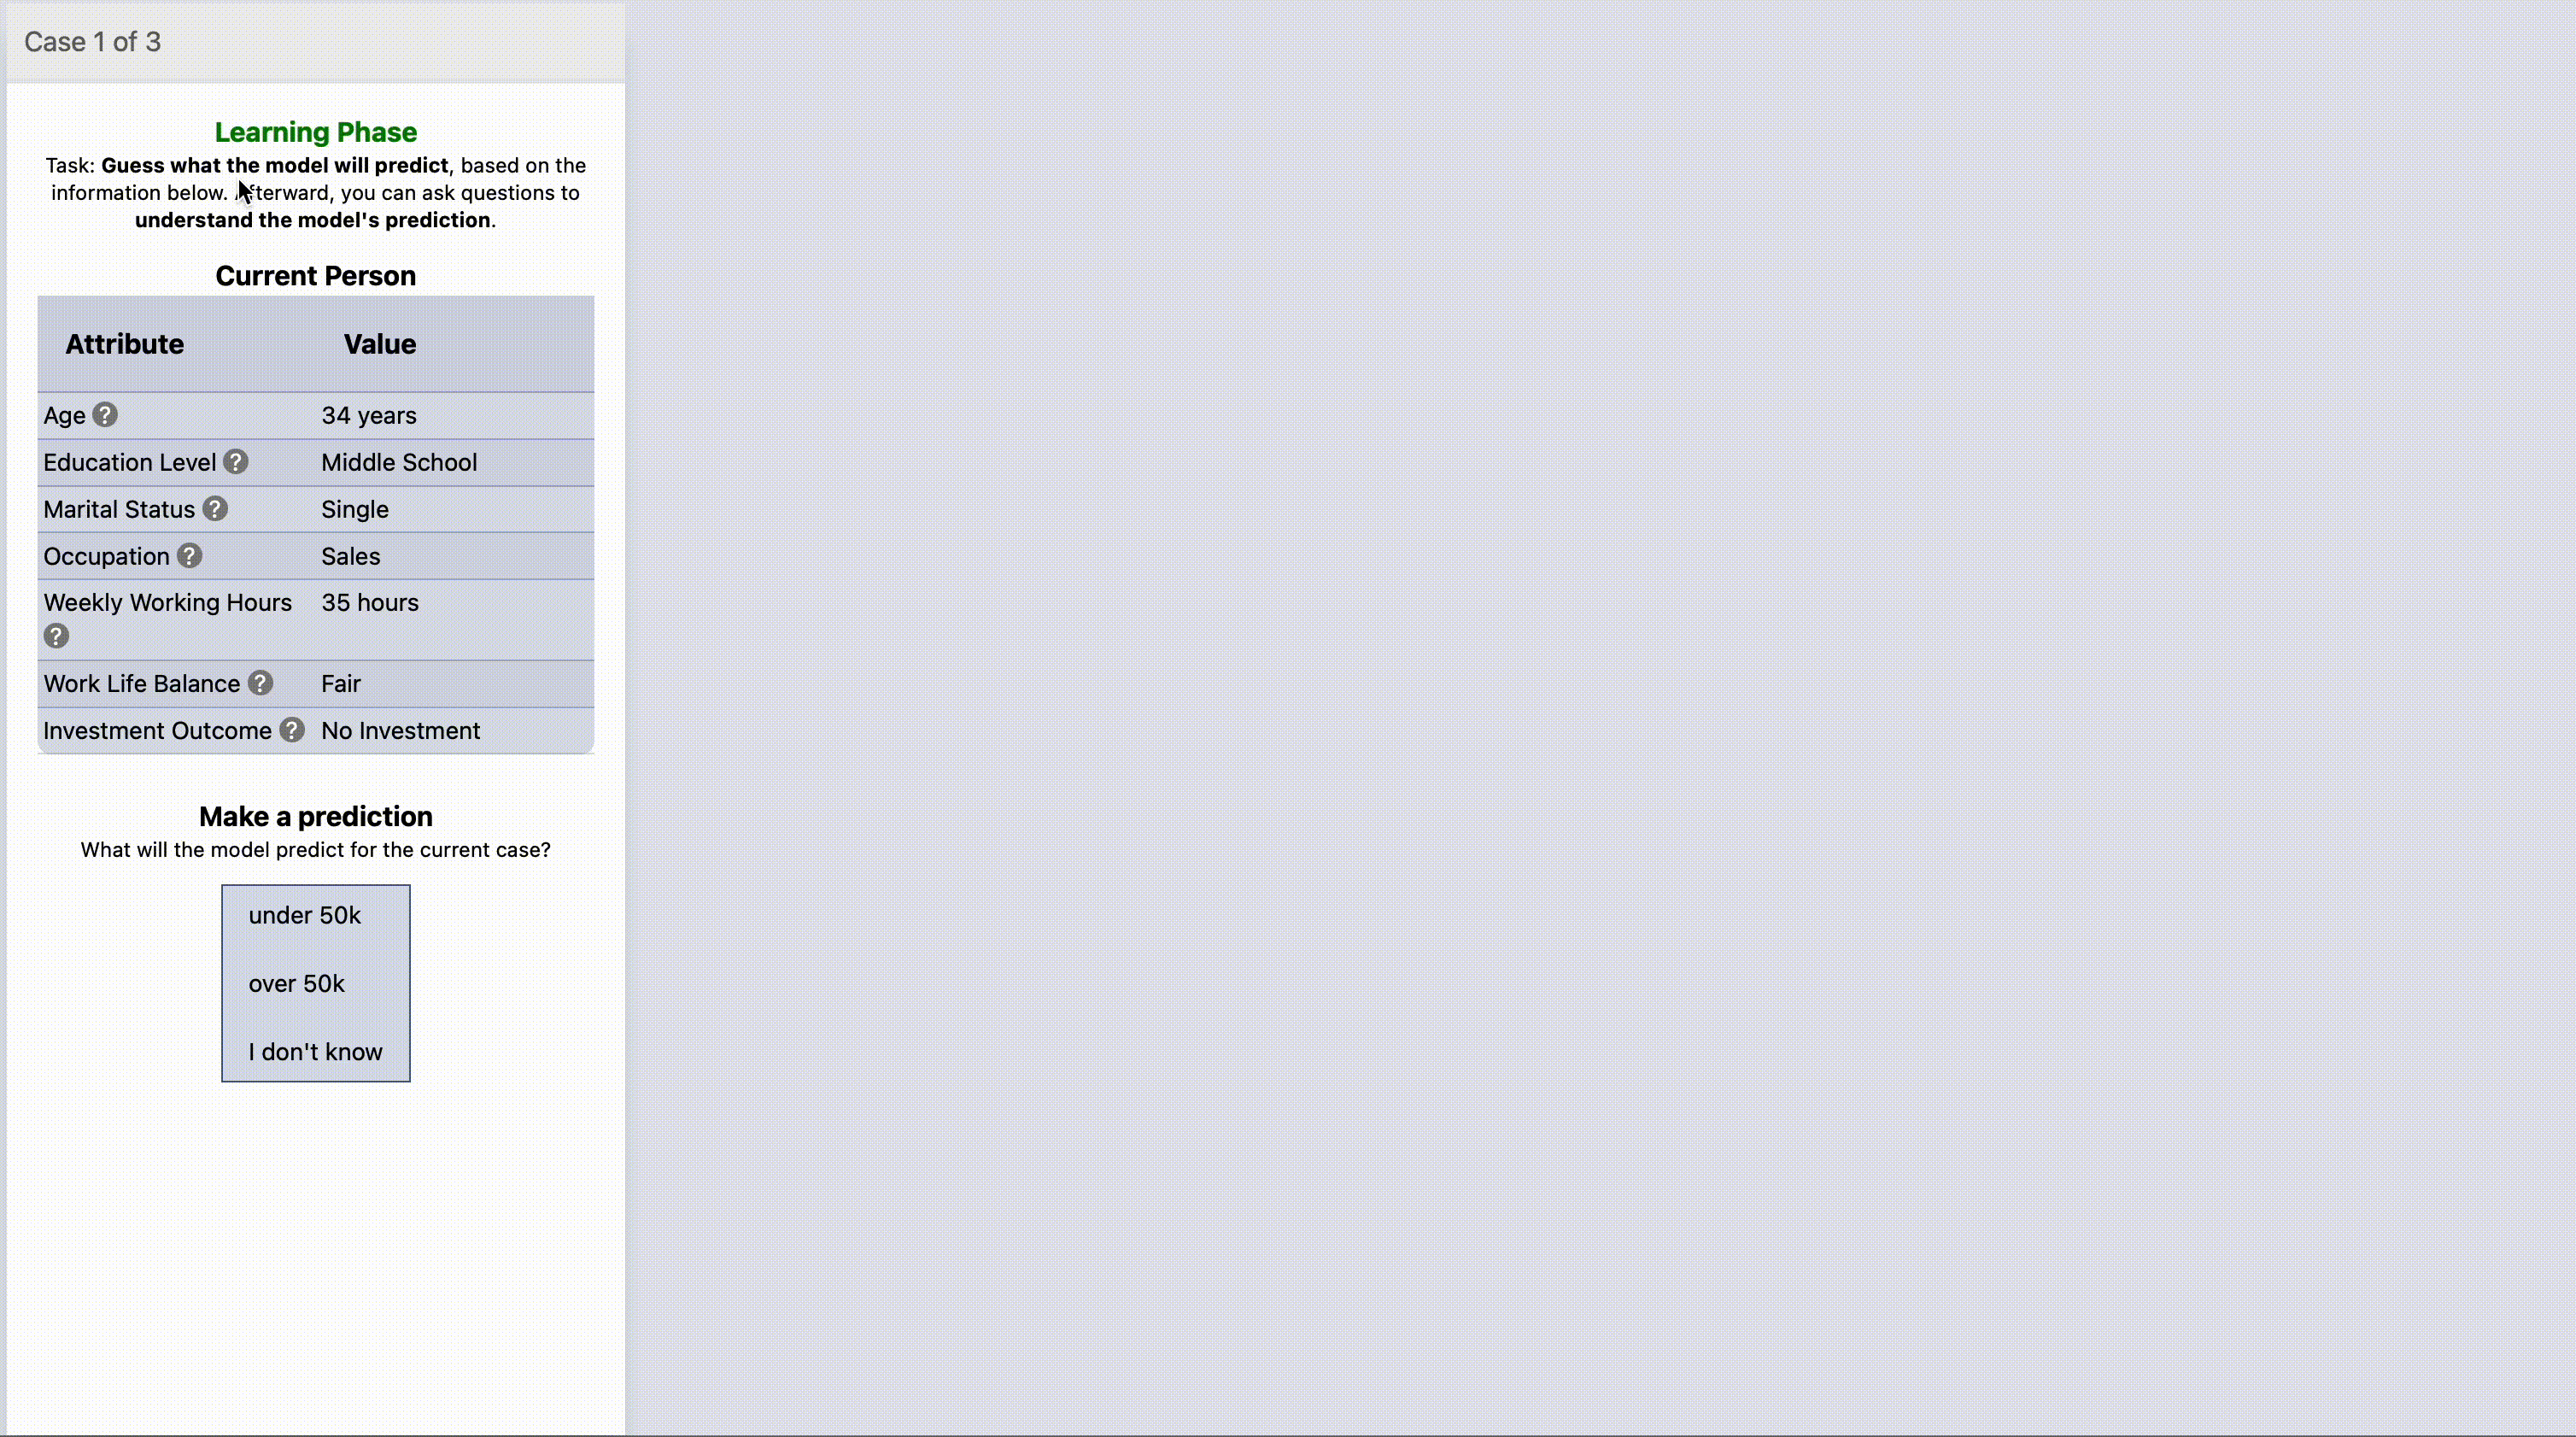 Case 1 of 3
Learning Phase
Task: Guess what the model will predict, based on the
information below. Afterward, you can ask questions to
understand the model's prediction.
Current Person
Attribute Value
Age ? 34 years
Education Level ? Middle School
Marital Status ? Single
Occupation ? Sales
Weekly Working Hours 35 hours
?
Work Life Balance ? Fair
Investment Outcome ? No Investment
Make a prediction
What will the model predict for the current case?
under 50k
over 50k
I don't know